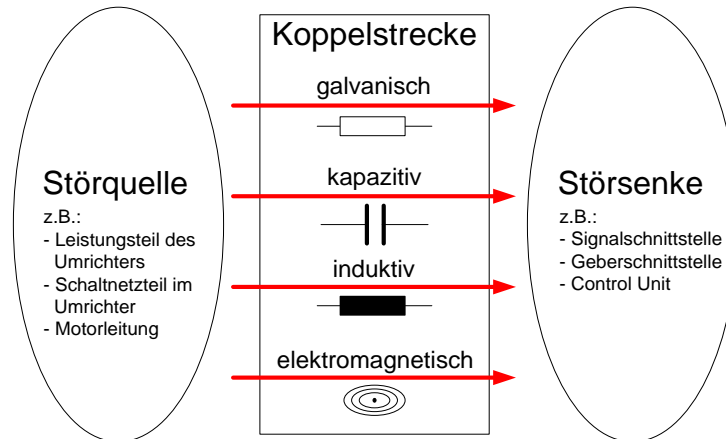 Koppelstrecke
galvanisch
kapazitiv
induktiv
elektromagnetisch
Störquelle
z.B.:
- Leistungsteil des
Umrichters
- Schaltnetzteil im
Umrichter
- Motorleitung
Störsenke
z.B.:
- Signalschnittstelle
- Geberschnittstelle
- Control Unit